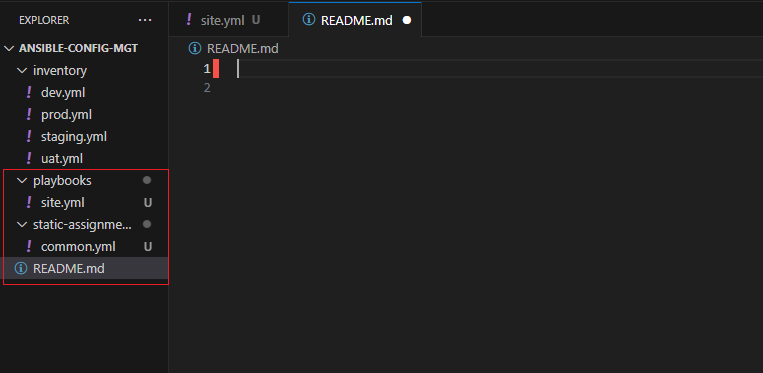 EXPLORER
ANSIBLE-CONFIG-MGT
inventory
! dev.yml
! prod.yml
! staging.yml
! uat.yml
playbooks
! site.yml U
static-assignme...
! common.yml U
README.md
! site.yml U
README.md
README.md
1
2